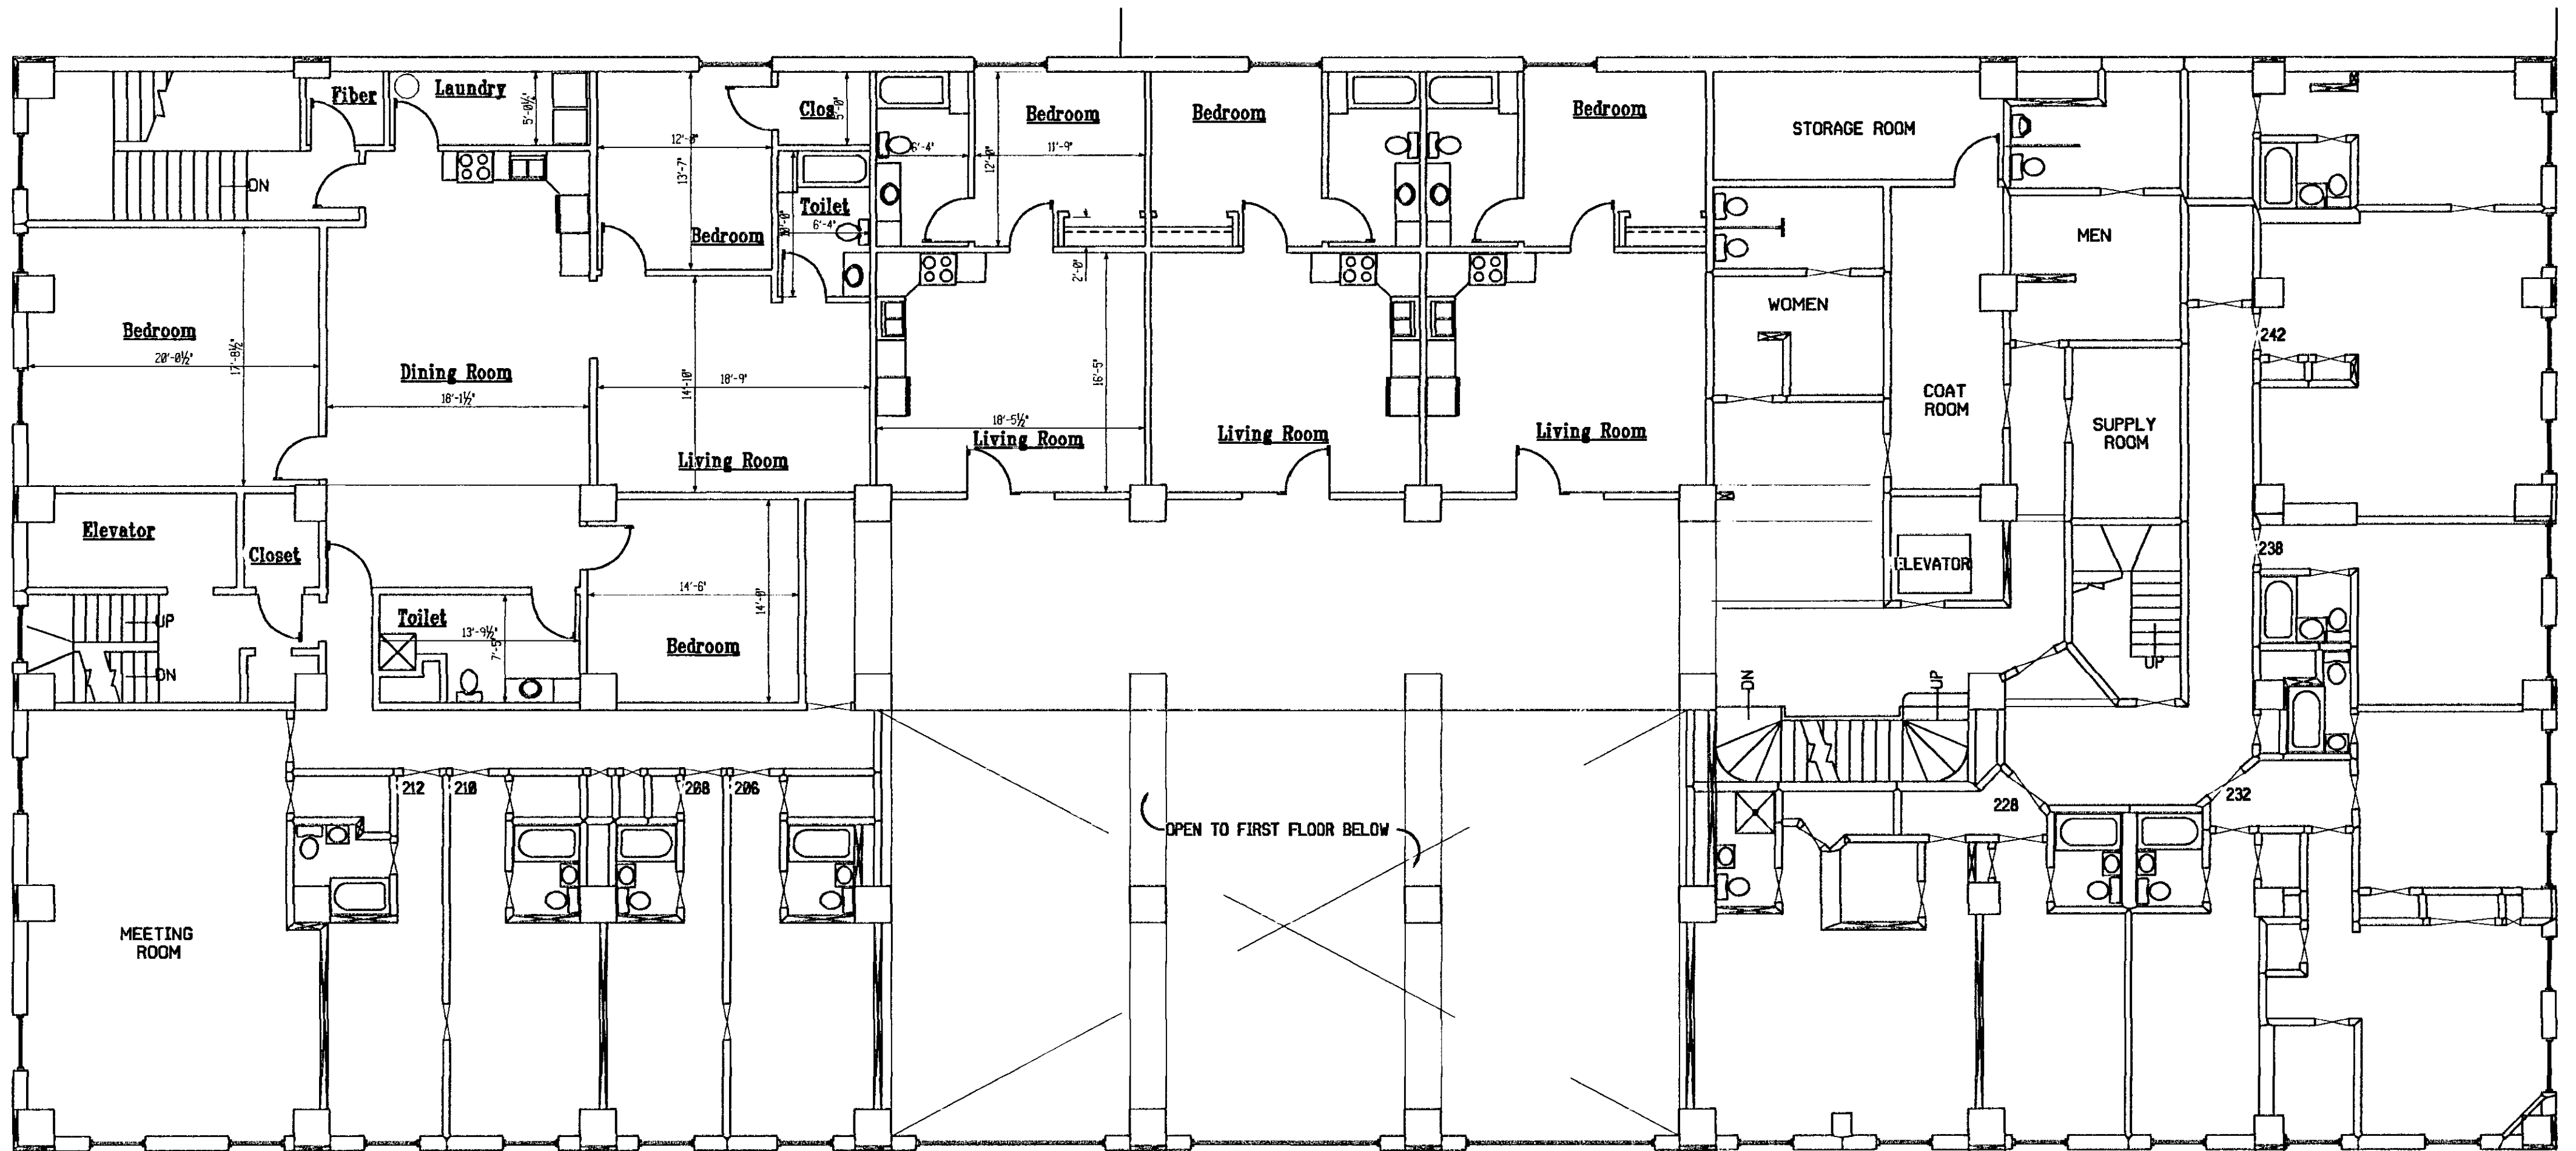 Fiber
Laundry
5'-0½"
Clos
5'-0"
12'-0"
13'-7"
Bedroom
Toilet
6'-4"
6'-4"
Bedroom
11'-9"
12'-0"
Bedroom
Bedroom
STORAGE ROOM
DN
MEN
WOMEN
2'-0"
242
Bedroom
20'-0½"
17'-8½"
Dining Room
18'-1½"
14'-10"
18'-9"
Living Room
18'-5½"
Living Room
16'-5"
Living Room
Living Room
COAT
ROOM
SUPPLY
ROOM
Elevator
Closet
238
ELEVATOR
14'-6"
14'-0"
Bedroom
Toilet
13'-9½"
7'-5"
UP
DN
UP
DN
UP
212
210
208
206
OPEN TO FIRST FLOOR BELOW
228
232
MEETING
ROOM